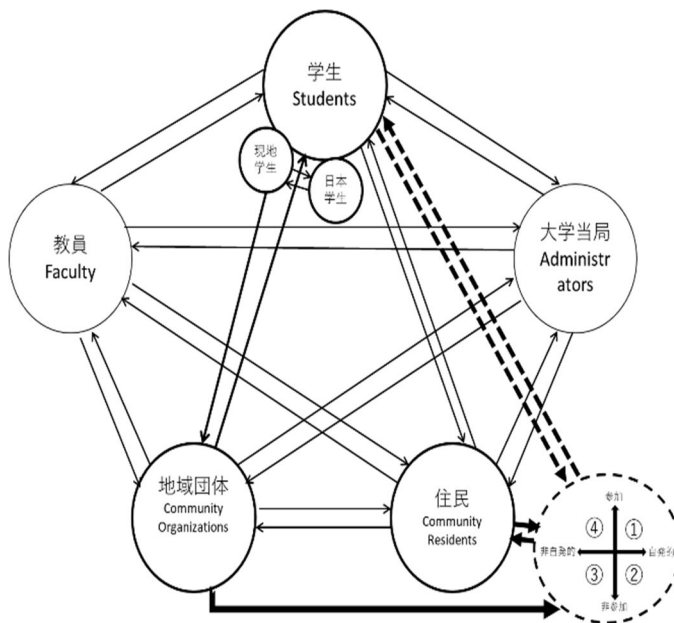 学生
Students
現地
学生
日本
学生
教員
Faculty
大学当局
Administr
ators
地域団体
Community
Organizations
住民
Community
Residents
参加
④ ①
非自発的 自発的
③ ②
非参加